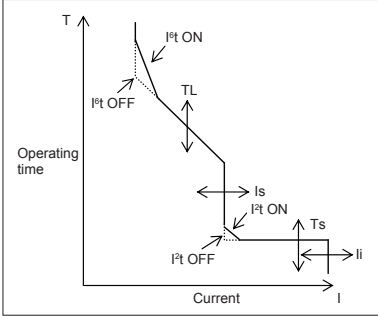 T
I⁶t ON
I⁶t OFF
TL
Operating
time
Is
I²t ON
Ts
I²t OFF
Ii
Current
I